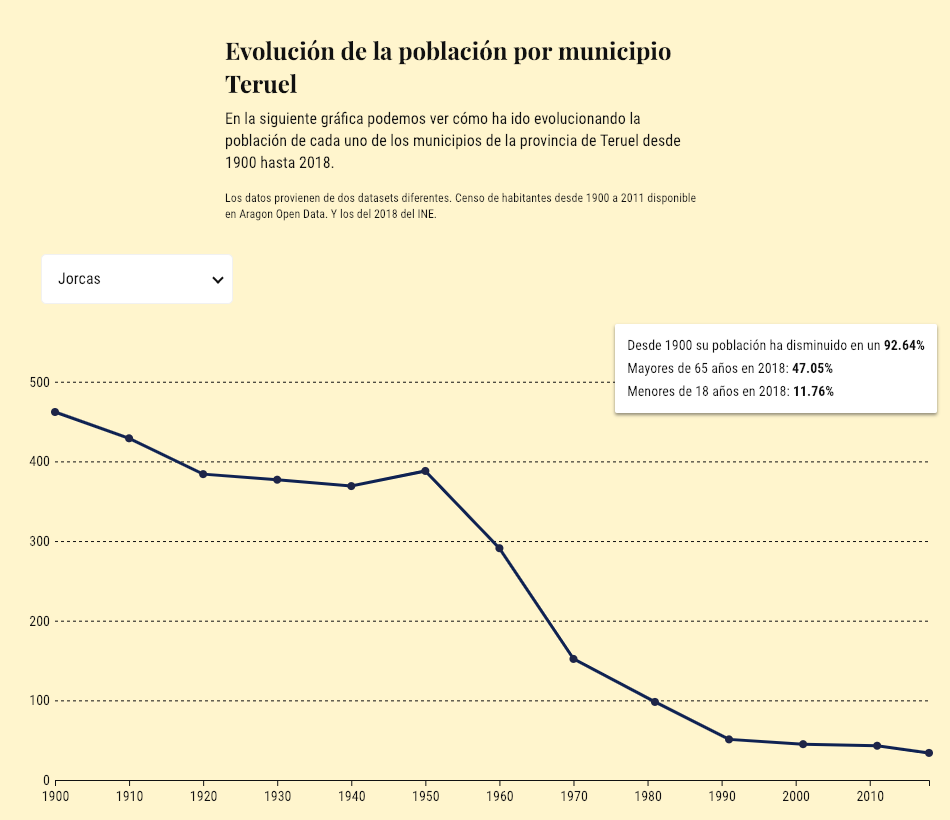 Evolución de la población por municipio
Teruel
En la siguiente gráfica podemos ver cómo ha ido evolucionando la
población de cada uno de los municipios de la provincia de Teruel desde
1900 hasta 2018.
Los datos provienen de dos datasets diferentes. Censo de habitantes desde 1900 a 2011 disponible
en Aragon Open Data. Y los del 2018 del INE.
Jorcas
Desde 1900 su población ha disminuido en un 92.64%
Mayores de 65 años en 2018: 47.05%
Menores de 18 años en 2018: 11.76%
500
400
300
200
100
0
1900 1910 1920 1930 1940 1950 1960 1970 1980 1990 2000 2010